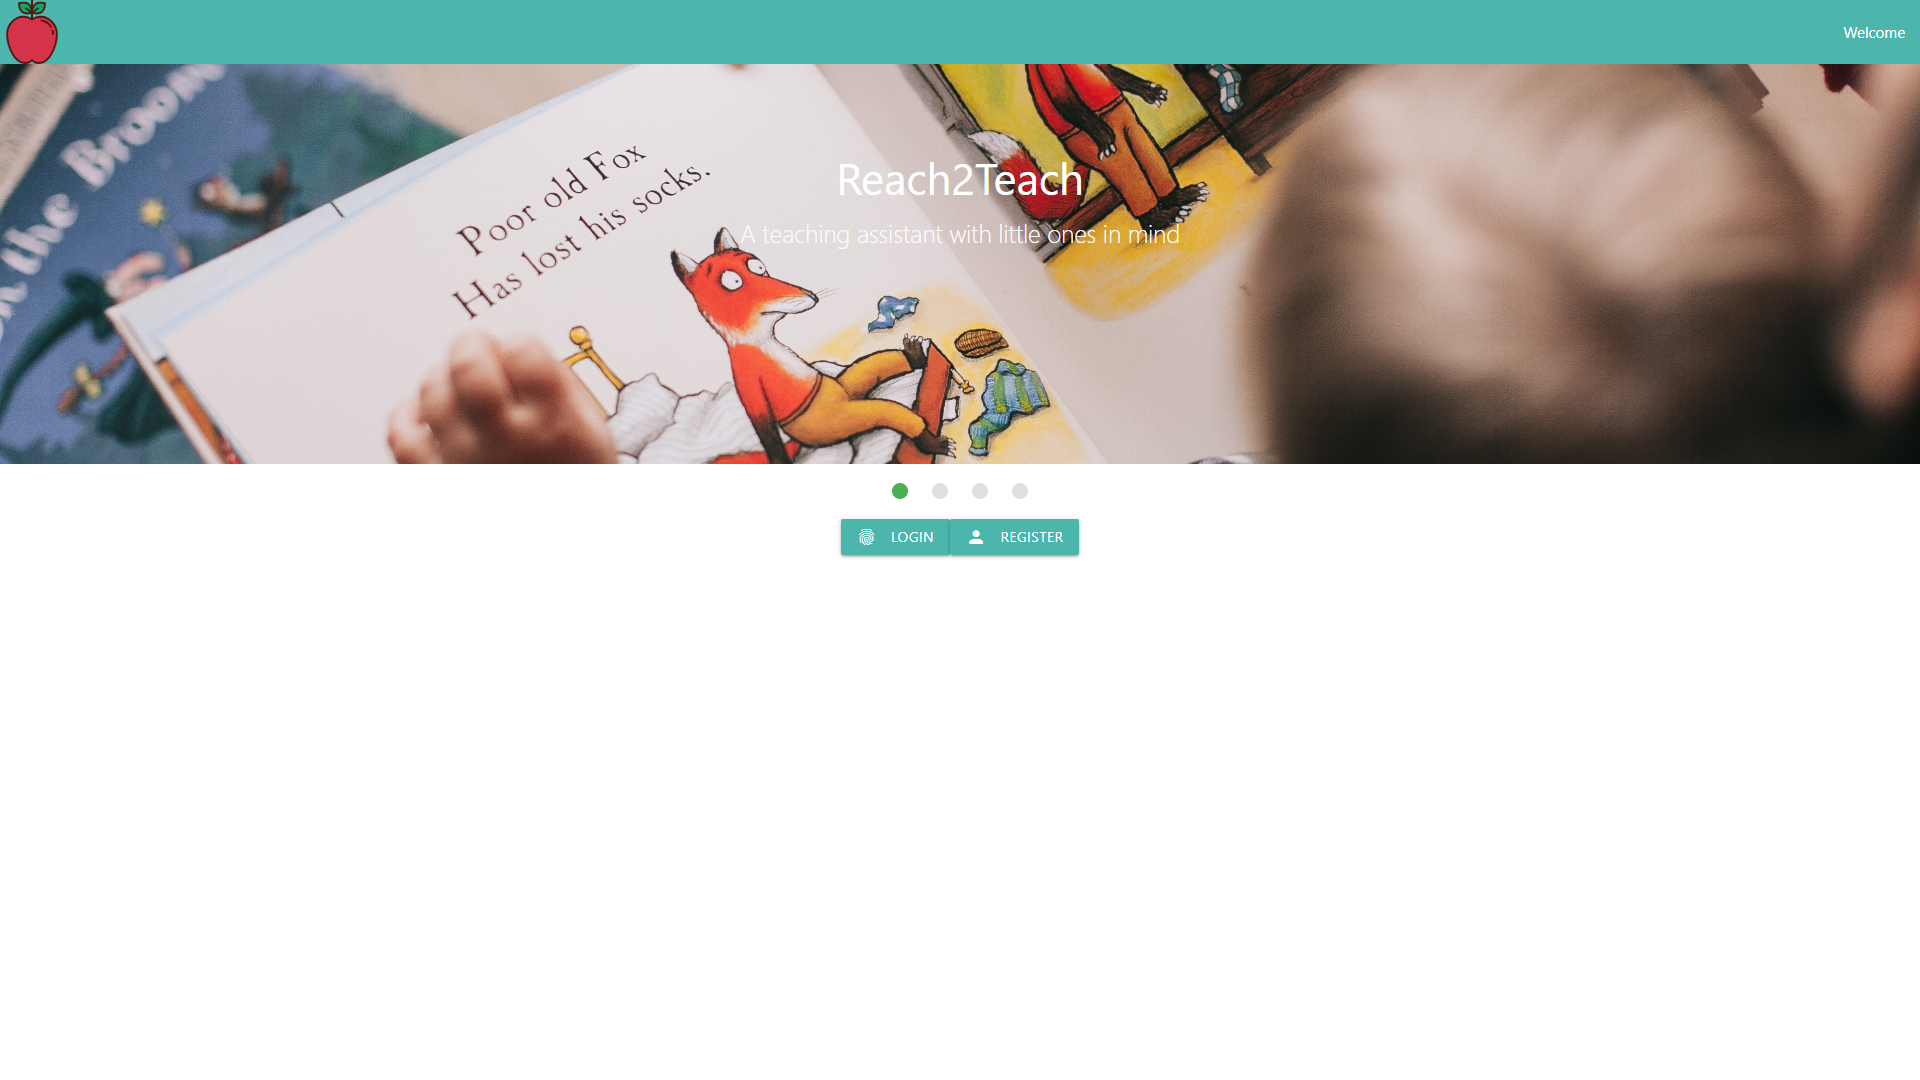 Welcome
on the Broom
Poor old Fox
Has lost his socks.
Reach2Teach
A teaching assistant with little ones in mind
LOGIN
REGISTER